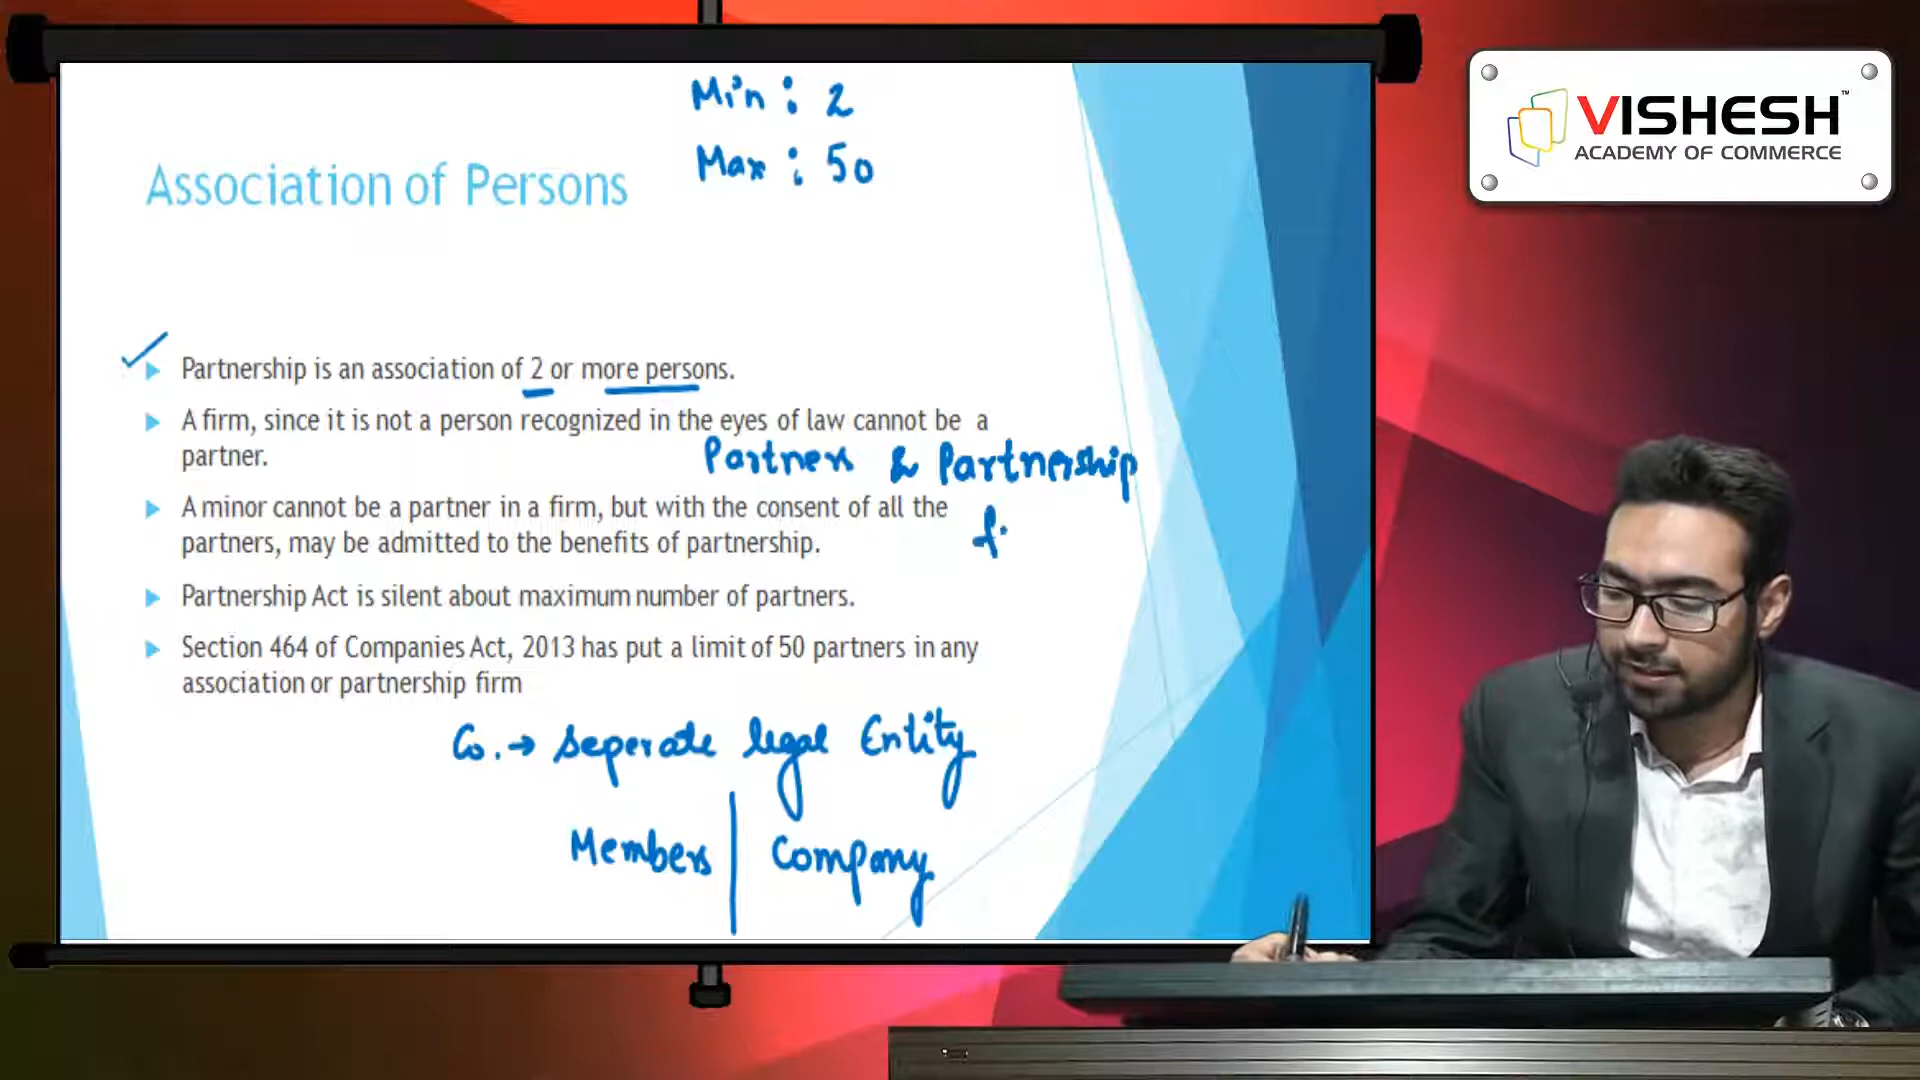 Min : 2
Max : 50
Association of Persons
Partnership is an association of 2 or more persons.
A firm, since it is not a person recognized in the eyes of law cannot be a
partner.
Partners & Partnership
A minor cannot be a partner in a firm, but with the consent of all the
partners, may be admitted to the benefits of partnership.
Partnership Act is silent about maximum number of partners.
Section 464 of Companies Act, 2013 has put a limit of 50 partners in any
association or partnership firm
Co. → Seperate legal Entity
Members | Company
VISHESH™
ACADEMY OF COMMERCE